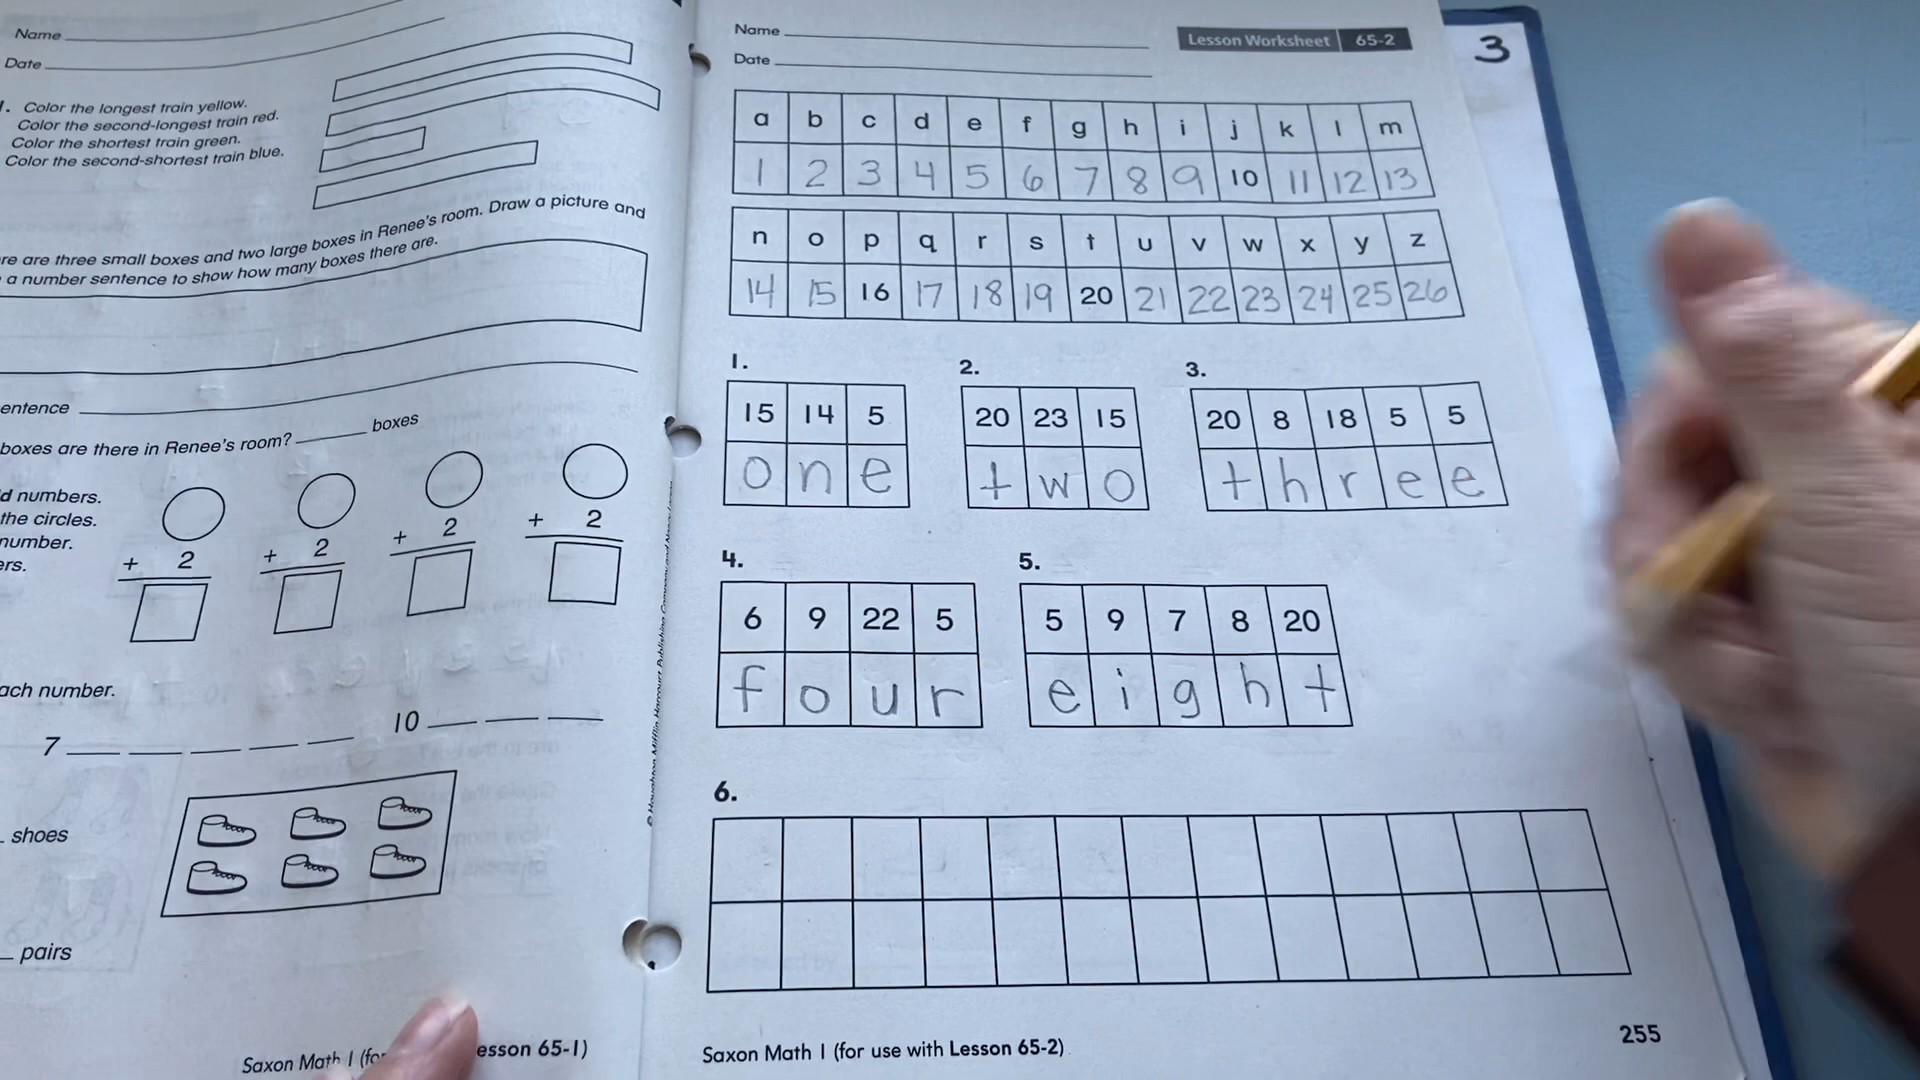 Name
Date
1. Color the longest train yellow.
Color the second-longest train red.
Color the shortest train green.
Color the second-shortest train blue.
re are three small boxes and two large boxes in Renee's room. Draw a picture and
a number sentence to show how many boxes there are.
entence
boxes are there in Renee's room? boxes
d numbers.
the circles.
number.
ers.
+ 2 + 2 + 2 + 2
ach number.
7 10
shoes
pairs
Saxon Math 1 (fo esson 65-1)
Name
Date
Lesson Worksheet 65-2
3
a b c d e f g h i j k l m
1 2 3 4 5 6 7 8 9 10 11 12 13
n o p q r s t u v w x y z
14 15 16 17 18 19 20 21 22 23 24 25 26
1. 2. 3.
15 14 5 20 23 15 20 8 18 5 5
o n e t w o t h r e e
4. 5.
6 9 22 5 5 9 7 8 20
f o u r e i g h t
6.
Saxon Math 1 (for use with Lesson 65-2)
255